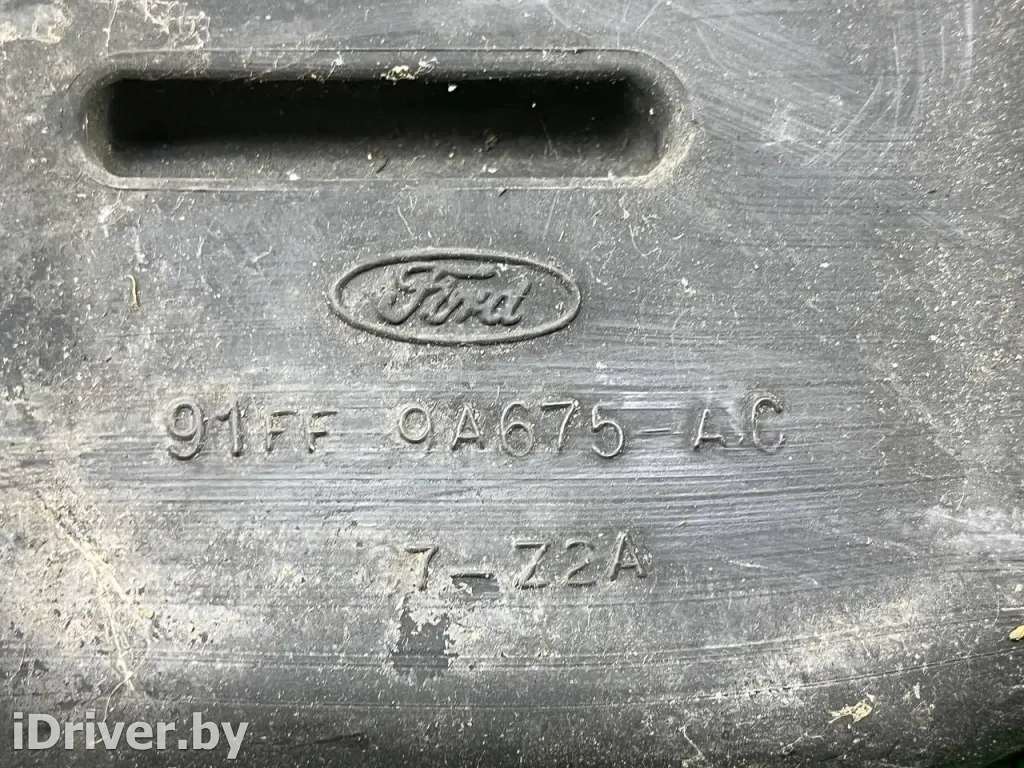 Ford
91FF 9A675-AC
7-Z2A
iDriver.by